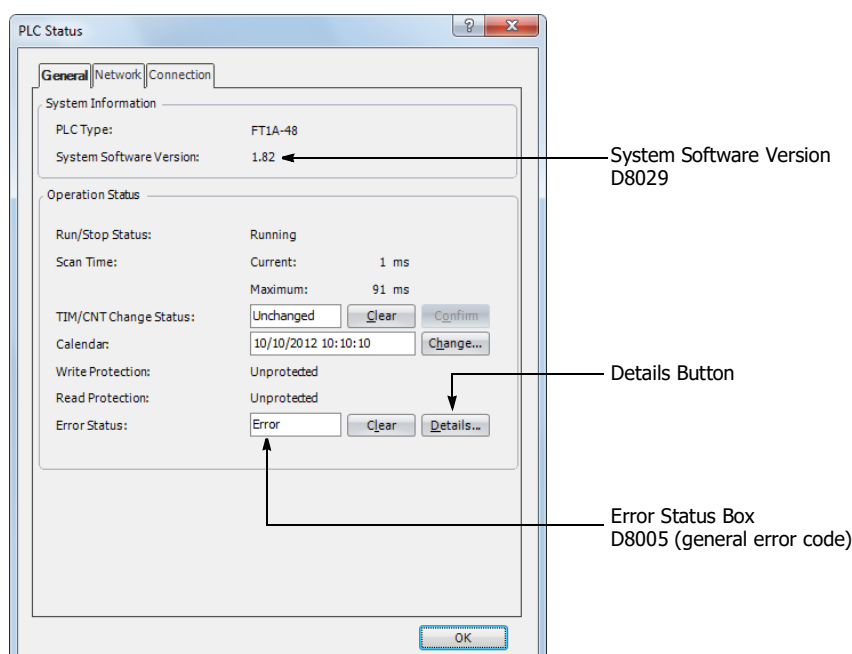 PLC Status
?
x
General Network Connection
System Information
PLC Type: FT1A-48
System Software Version: 1.82
System Software Version
D8029
Operation Status
Run/Stop Status: Running
Scan Time: Current: 1 ms
Maximum: 91 ms
TIM/CNT Change Status: Unchanged Clear Confirm
Calendar: 10/10/2012 10:10:10 Change...
Write Protection: Unprotected
Details Button
Read Protection: Unprotected
Error Status: Error Clear Details...
Error Status Box
D8005 (general error code)
OK